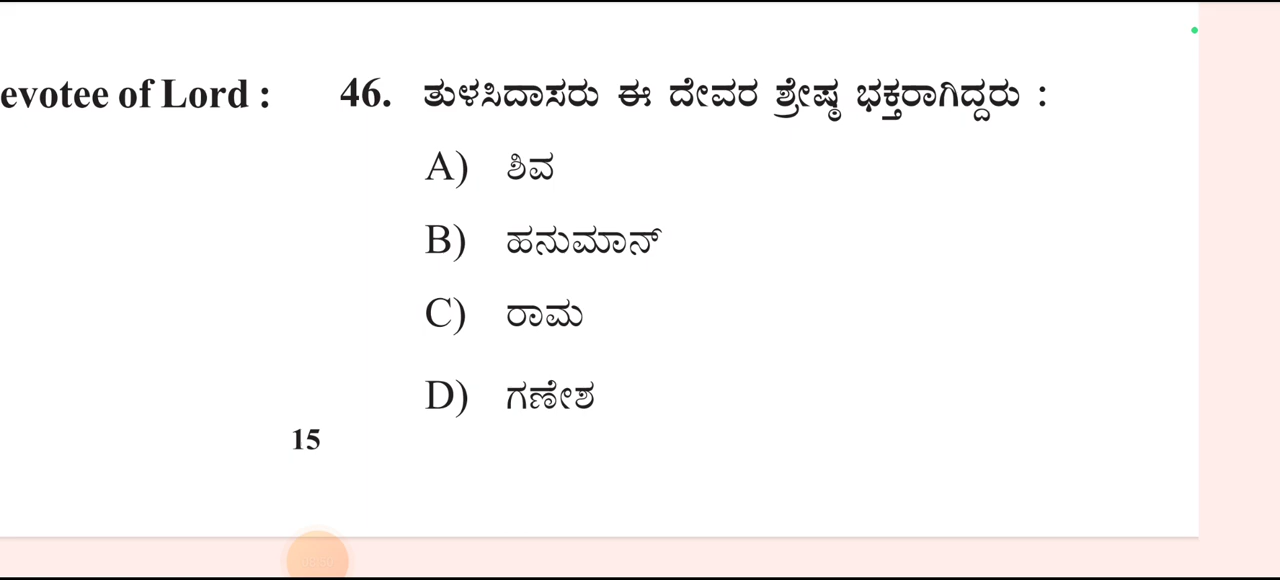 evotee of Lord :
46. ತುಳಸಿದಾಸರು ಈ ದೇವರ ಶ್ರೇಷ್ಠ ಭಕ್ತರಾಗಿದ್ದರು :
A) ಶಿವ
B) ಹನುಮಾನ್
C) ರಾಮ
D) ಗಣೇಶ
15